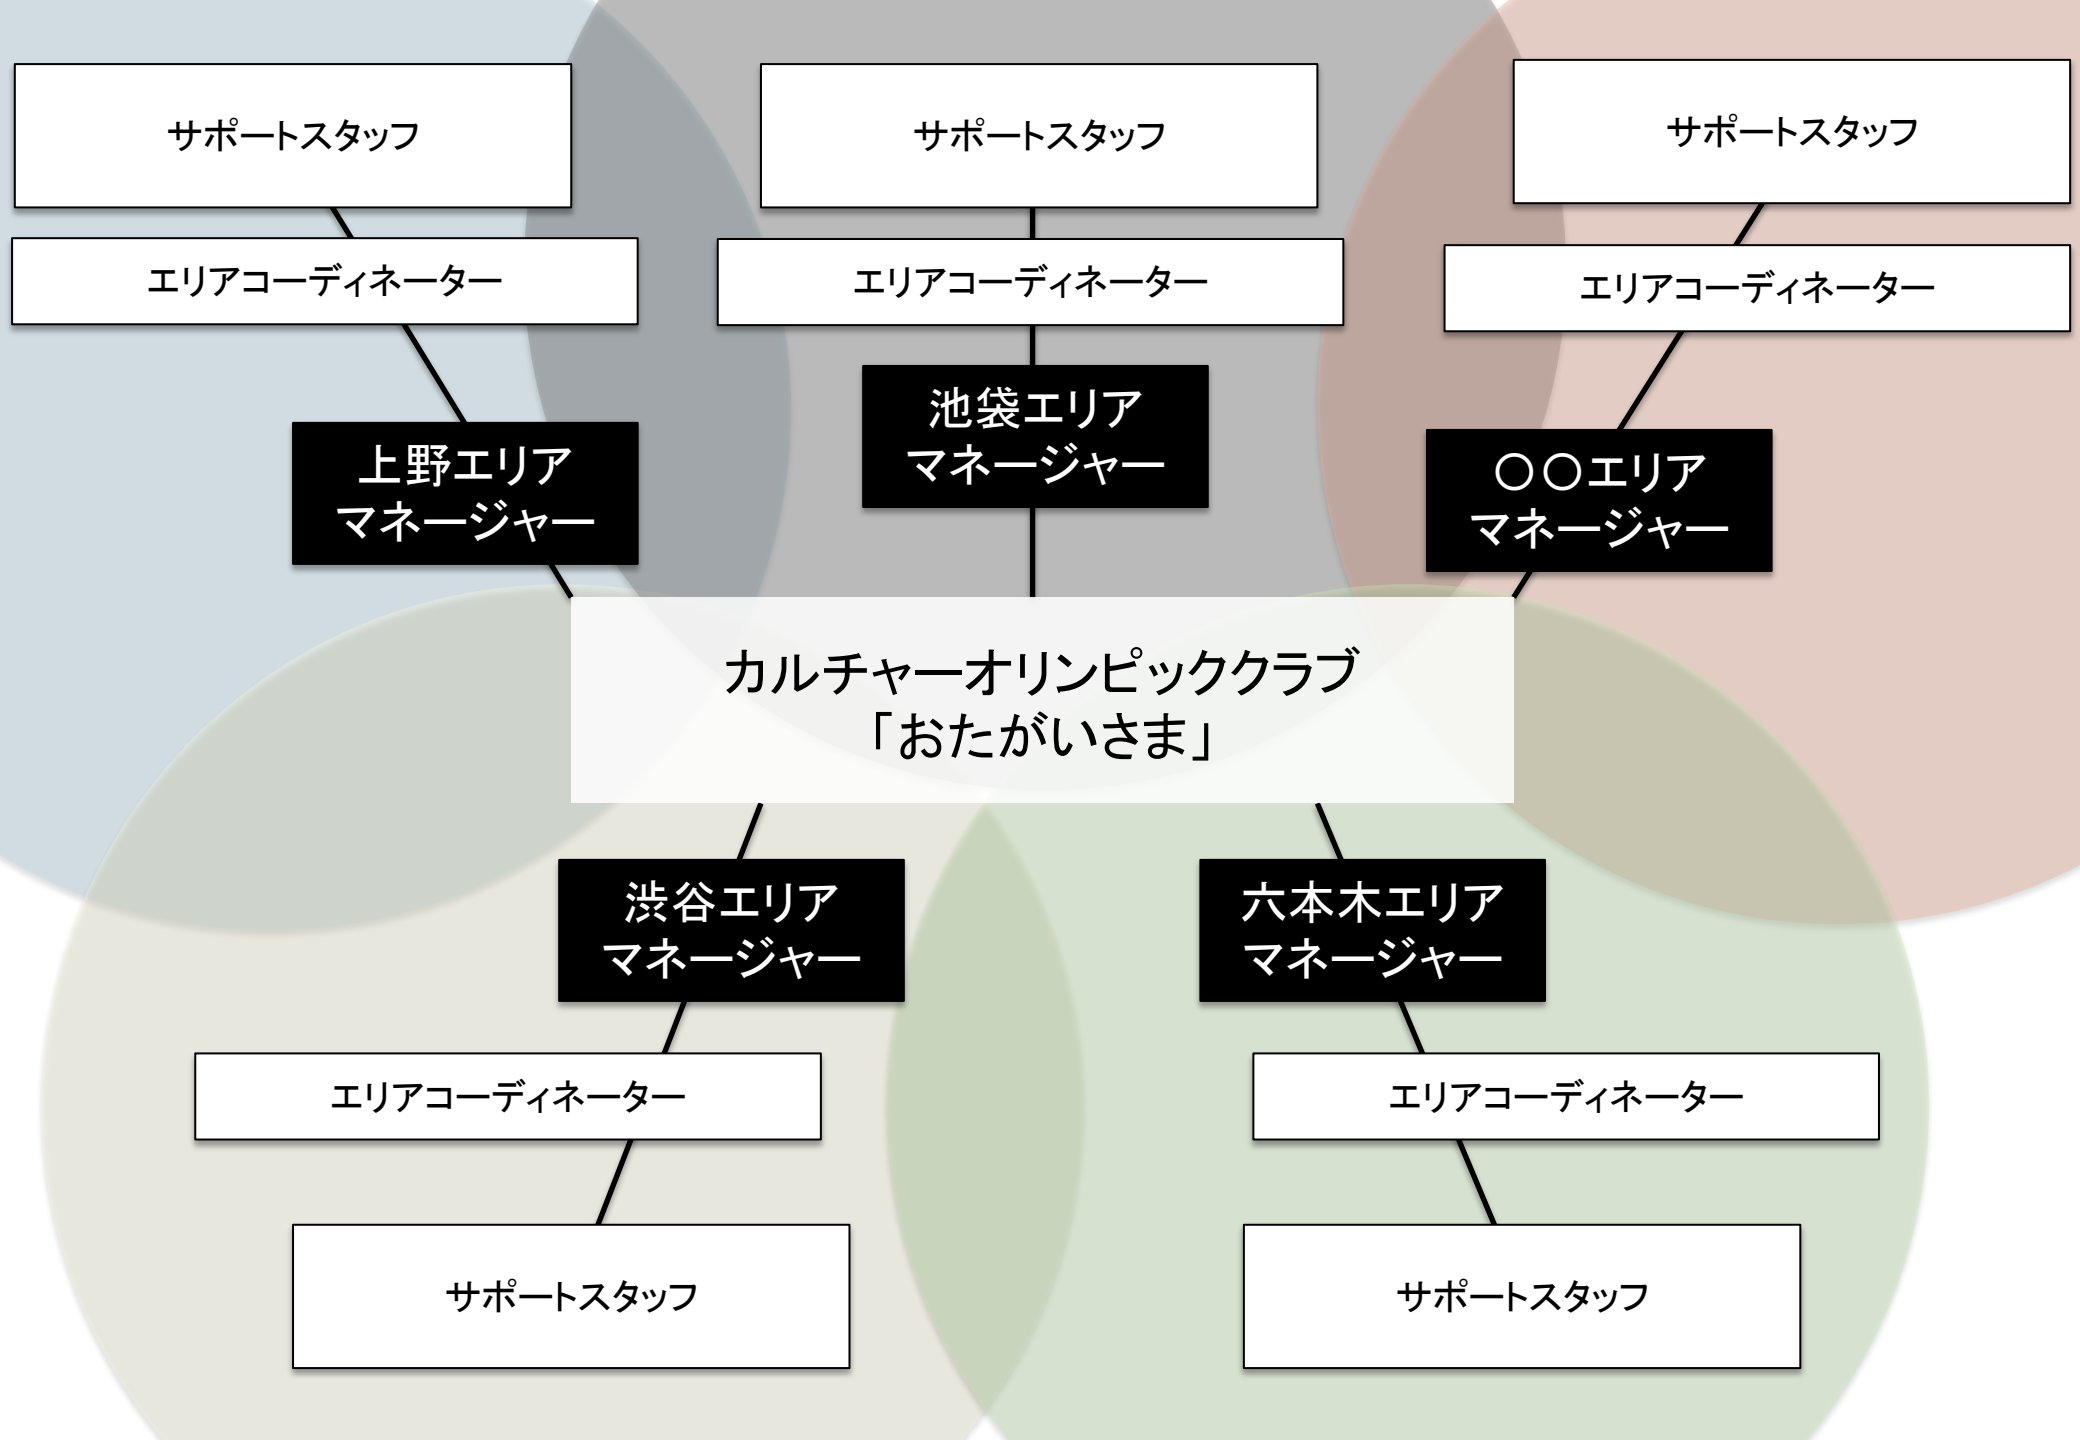 サポートスタッフ
サポートスタッフ
サポートスタッフ
エリアコーディネーター
エリアコーディネーター
エリアコーディネーター
上野エリア
マネージャー
池袋エリア
マネージャー
〇〇エリア
マネージャー
カルチャーオリンピッククラブ
「おたがいさま」
渋谷エリア
マネージャー
六本木エリア
マネージャー
エリアコーディネーター
エリアコーディネーター
サポートスタッフ
サポートスタッフ